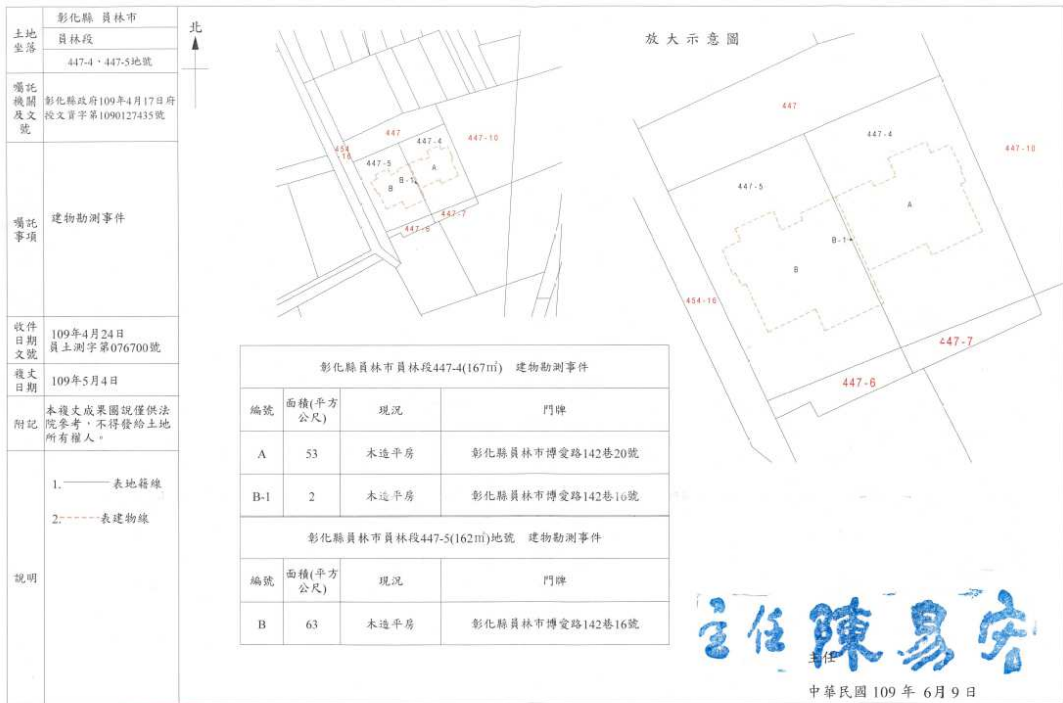 土地坐落
彰化縣 員林市
員林段
447-4、447-5地號
囑託機關及文號
彰化縣政府109年4月17日府
授文資字第1090127435號
囑託事項
建物勘測事件
收件日期文號
109年4月24日
員土測字第076700號
複丈日期
109年5月4日
附記
本複丈成果圖說僅供法
院參考，不得發給土地
所有權人。
說明
1. 表地籍線
2. 表建物線
北
447
447-4
447-10
454-16
447-5
A
B-1
B
447-7
447-6
放大示意圖
447
447-4
447-10
447-5
A
B-1
B
454-16
447-7
447-6
彰化縣員林市員林段447-4(167㎡) 建物勘測事件
編號 面積(平方公尺) 現況 門牌
A 53 木造平房 彰化縣員林市博愛路142巷20號
B-1 2 木造平房 彰化縣員林市博愛路142巷16號
彰化縣員林市員林段447-5(162㎡)地號 建物勘測事件
編號 面積(平方公尺) 現況 門牌
B 63 木造平房 彰化縣員林市博愛路142巷16號
主任 陳易宏
主任
中華民國 109 年 6月 9 日